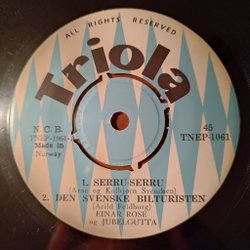 ALL RIGHTS RESERVED
Triola
N.C.B.
TNEP-1061
Made in
Norway
45
TNEP-1061
1. SERRU-SERRU
(Arne og Kolbjørn Svendsen)
2. DEN SVENSKE BILTURISTEN
(Arild Feldborg)
EINAR ROSE
og JUBELGUTTA